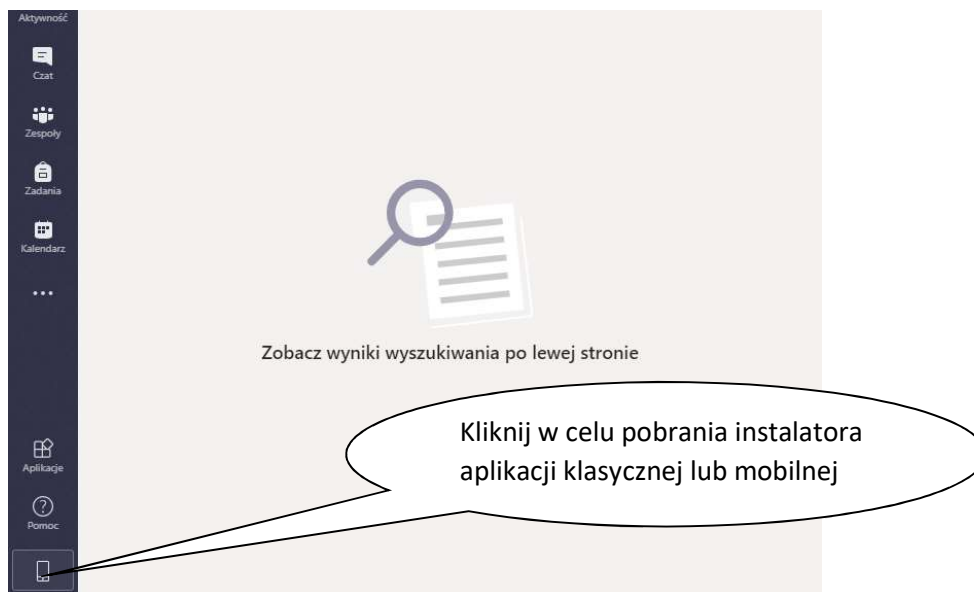 Aktywność
Czat
Zespoły
Zadania
Kalendarz
Zobacz wyniki wyszukiwania po lewej stronie
Kliknij w celu pobrania instalatora
aplikacji klasycznej lub mobilnej
Aplikacje
Pomoc